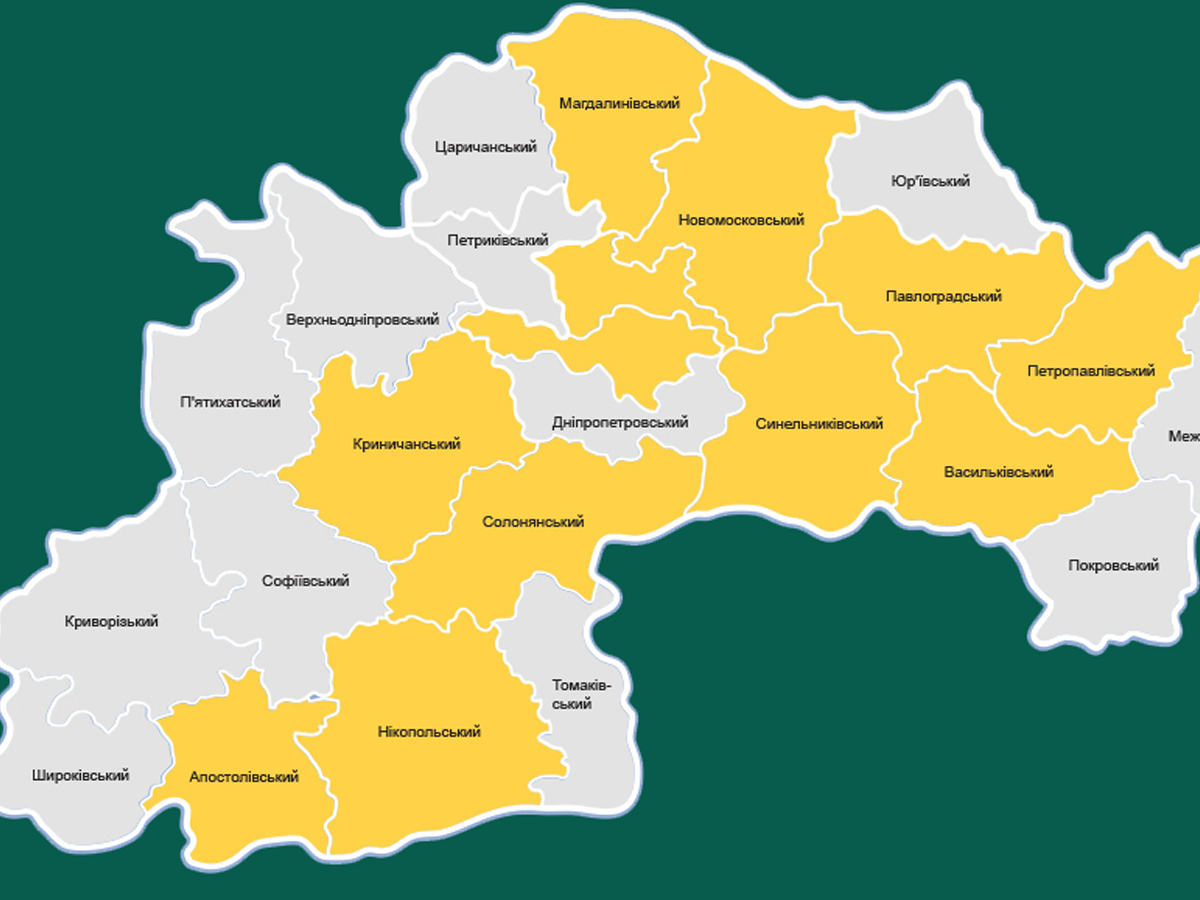 Магдалинівський
Царичанський
Юр'ївський
Новомосковський
Петриківський
Павлоградський
Верхньодніпровський
Петропавлівський
П'ятихатський
Дніпропетровський
Синельниківський
Меж
Криничанський
Васильківський
Солонянський
Покровський
Софіївський
Криворізький
Томаків-
ський
Нікопольський
Широківський
Апостолівський